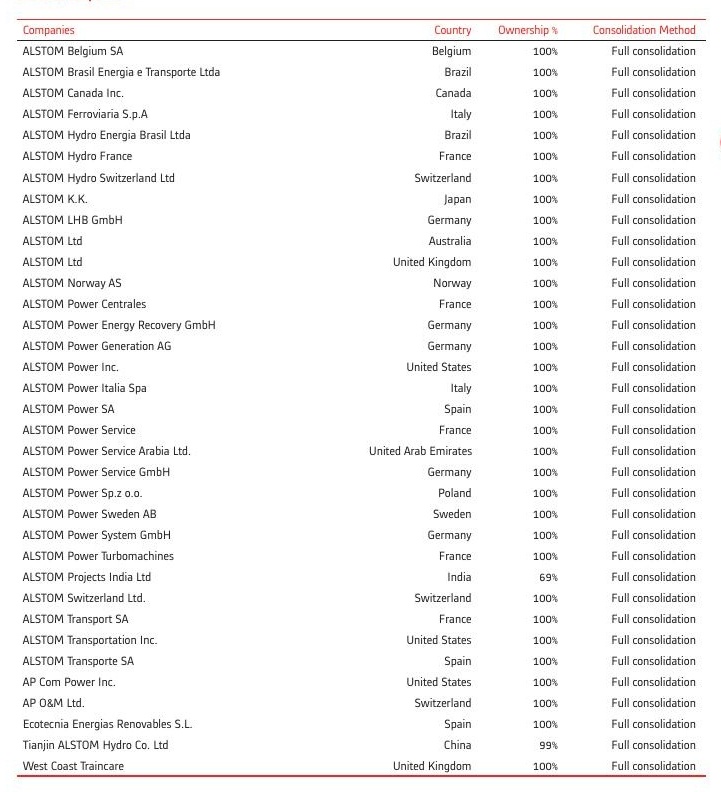 Companies Country Ownership % Consolidation Method
ALSTOM Belgium SA Belgium 100% Full consolidation
ALSTOM Brasil Energia e Transporte Ltda Brazil 100% Full consolidation
ALSTOM Canada Inc. Canada 100% Full consolidation
ALSTOM Ferroviaria S.p.A Italy 100% Full consolidation
ALSTOM Hydro Energia Brasil Ltda Brazil 100% Full consolidation
ALSTOM Hydro France France 100% Full consolidation
ALSTOM Hydro Switzerland Ltd Switzerland 100% Full consolidation
ALSTOM K.K. Japan 100% Full consolidation
ALSTOM LHB GmbH Germany 100% Full consolidation
ALSTOM Ltd Australia 100% Full consolidation
ALSTOM Ltd United Kingdom 100% Full consolidation
ALSTOM Norway AS Norway 100% Full consolidation
ALSTOM Power Centrales France 100% Full consolidation
ALSTOM Power Energy Recovery GmbH Germany 100% Full consolidation
ALSTOM Power Generation AG Germany 100% Full consolidation
ALSTOM Power Inc. United States 100% Full consolidation
ALSTOM Power Italia Spa Italy 100% Full consolidation
ALSTOM Power SA Spain 100% Full consolidation
ALSTOM Power Service France 100% Full consolidation
ALSTOM Power Service Arabia Ltd. United Arab Emirates 100% Full consolidation
ALSTOM Power Service GmbH Germany 100% Full consolidation
ALSTOM Power Sp.z o.o. Poland 100% Full consolidation
ALSTOM Power Sweden AB Sweden 100% Full consolidation
ALSTOM Power System GmbH Germany 100% Full consolidation
ALSTOM Power Turbomachines France 100% Full consolidation
ALSTOM Projects India Ltd India 69% Full consolidation
ALSTOM Switzerland Ltd. Switzerland 100% Full consolidation
ALSTOM Transport SA France 100% Full consolidation
ALSTOM Transportation Inc. United States 100% Full consolidation
ALSTOM Transporte SA Spain 100% Full consolidation
AP Com Power Inc. United States 100% Full consolidation
AP O&M Ltd. Switzerland 100% Full consolidation
Ecotecnia Energias Renovables S.L. Spain 100% Full consolidation
Tianjin ALSTOM Hydro Co. Ltd China 99% Full consolidation
West Coast Traincare United Kingdom 100% Full consolidation